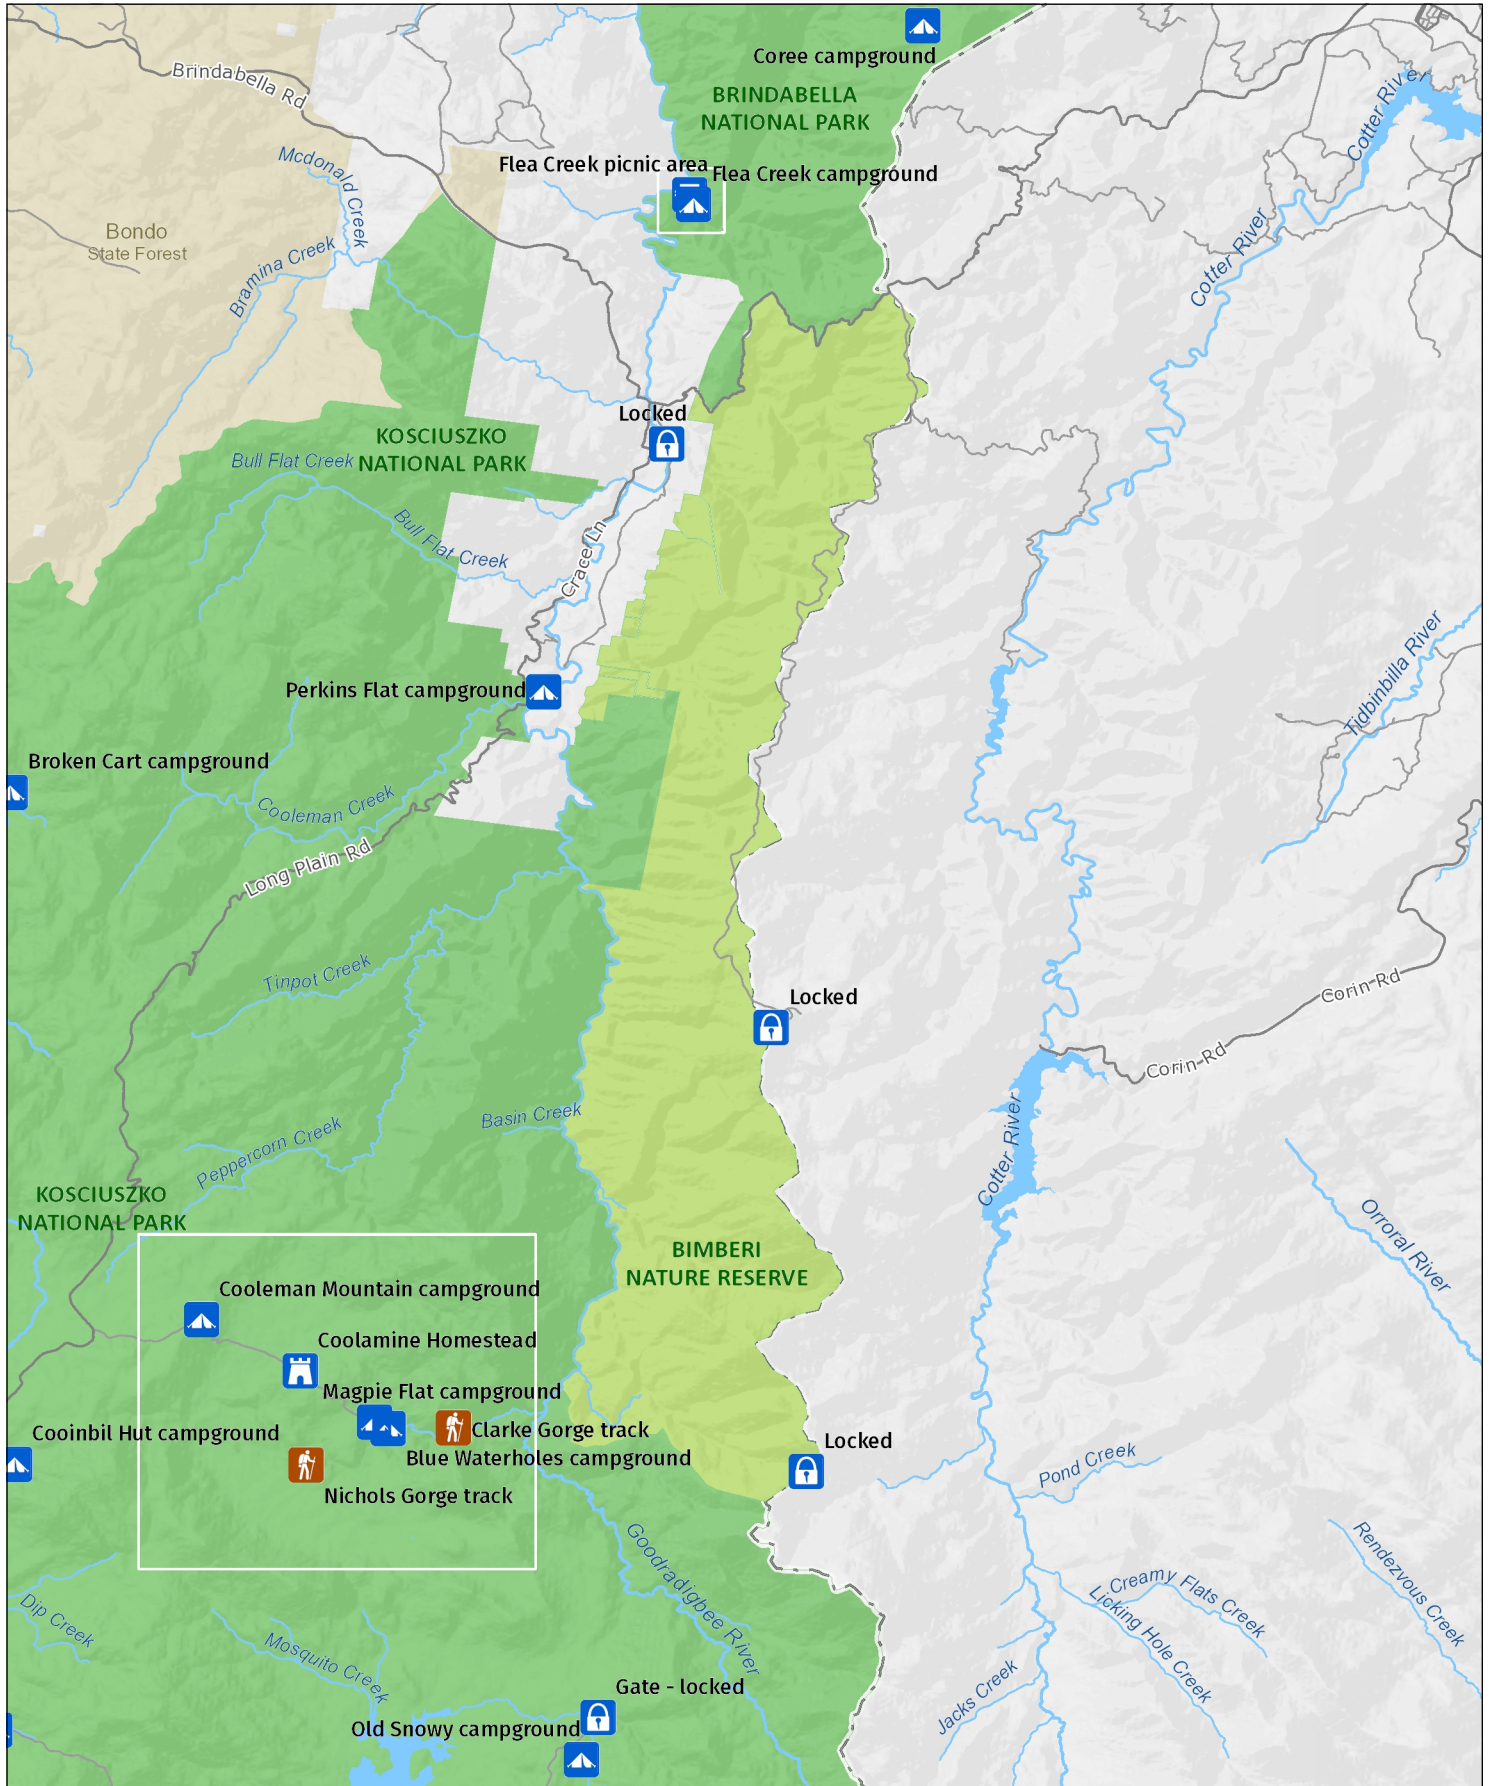 Coree campground
BRINDABELLA
NATIONAL PARK
Brindabella Rd
Cotter River
Mcdonald Creek
Flea Creek picnic area
Flea Creek campground
Bondo
State Forest
Bramina Creek
Cotter River
Locked
KOSCIUSZKO
NATIONAL PARK
Bull Flat Creek
Bull Flat Creek
Crace Ln
Tidbinbilla River
Perkins Flat campground
Broken Cart campground
Cooleman Creek
Long Plain Rd
Tinpot Creek
Locked
Corin Rd
Corin Rd
Basin Creek
Peppercorn Creek
Cotter River
KOSCIUSZKO
NATIONAL PARK
Orroral River
BIMBERI
NATURE RESERVE
Cooleman Mountain campground
Coolamine Homestead
Magpie Flat campground
Cooinbil Hut campground
Clarke Gorge track
Locked
Blue Waterholes campground
Pond Creek
Nichols Gorge track
Goodradigbee River
Rendezvous Creek
Creamy Flats Creek
Licking Hole Creek
Dip Creek
Mosquito Creek
Jacks Creek
Gate - locked
Old Snowy campground